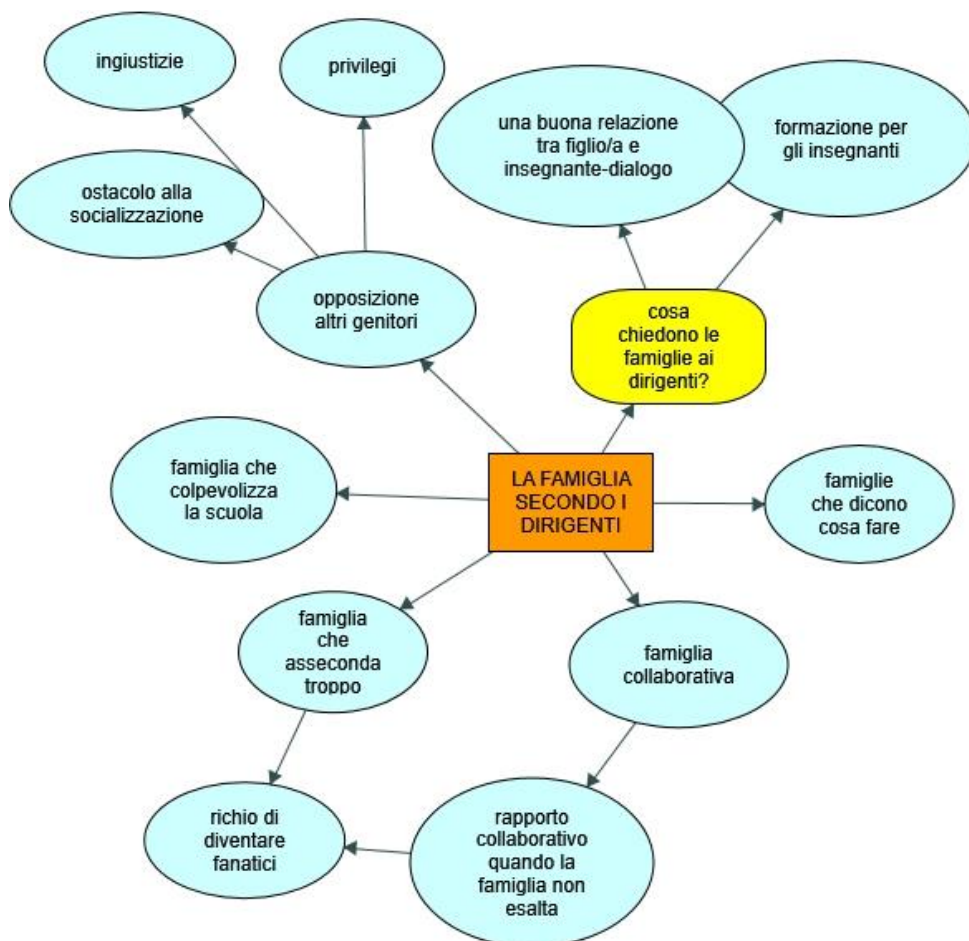 ingiustizie
privilegi
una buona relazione
tra figlio/a e
insegnante-dialogo
formazione per
gli insegnanti
ostacolo alla
socializzazione
opposizione
altri genitori
cosa
chiedono le
famiglie ai
dirigenti?
famiglia che
colpevolizza
la scuola
LA FAMIGLIA
SECONDO I
DIRIGENTI
famiglie
che dicono
cosa fare
famiglia
che
asseconda
troppo
famiglia
collaborativa
richio di
diventare
fanatici
rapporto
collaborativo
quando la
famiglia non
esalta